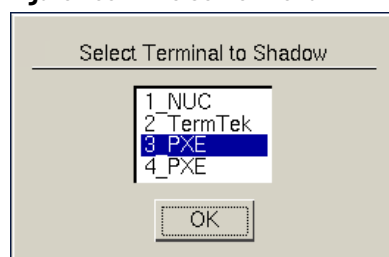 Select Terminal to Shadow
1_NUC
2_TermTek
3_PXE
4_PXE
OK